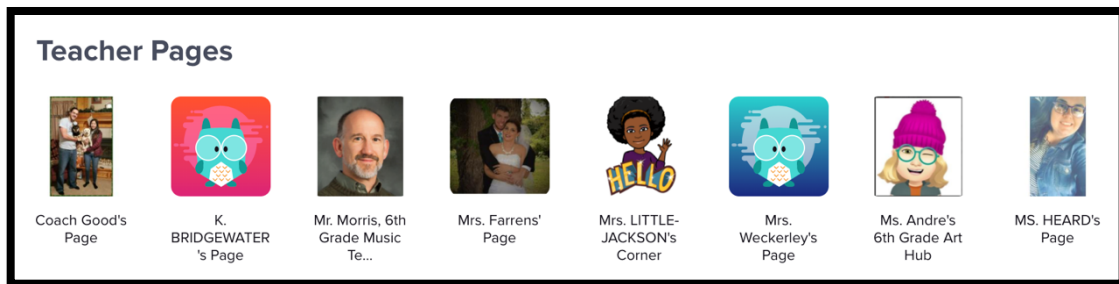 Teacher Pages
HELLO
Coach Good's
Page
K.
BRIDGEWATER
's Page
Mr. Morris, 6th
Grade Music
Te...
Mrs. Farrens'
Page
Mrs. LITTLE-
JACKSON's
Corner
Mrs.
Weckerley's
Page
Ms. Andre's
6th Grade Art
Hub
MS. HEARD's
Page